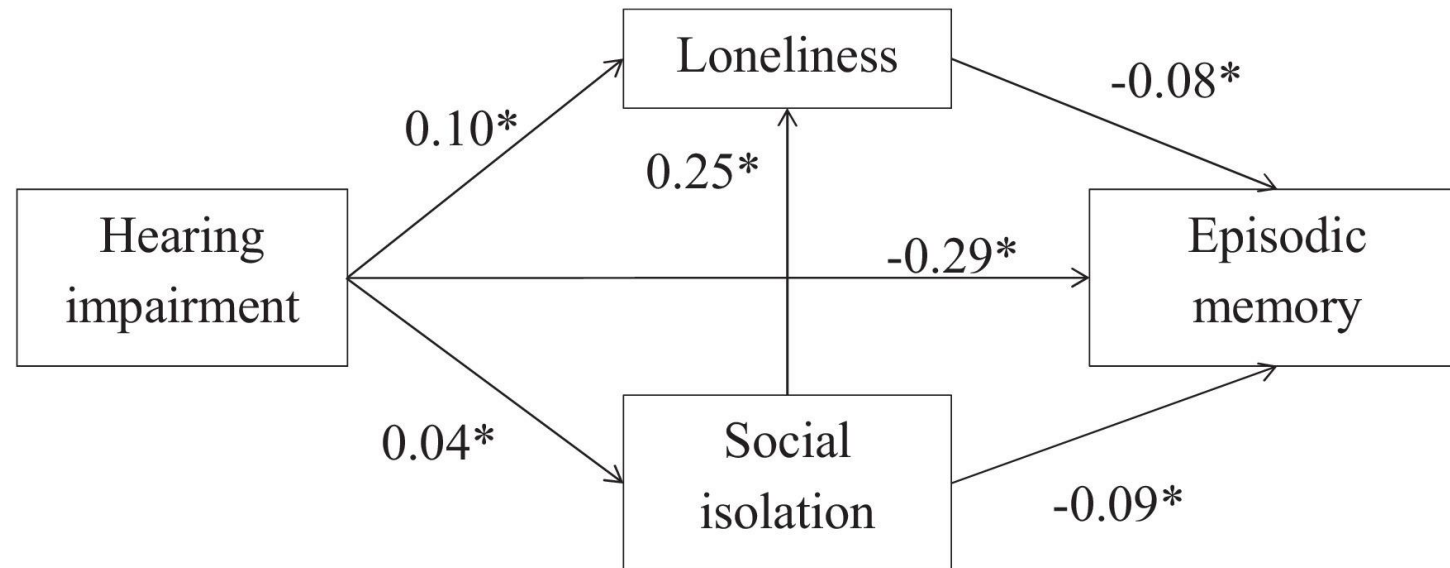 Loneliness
-0.08*
0.10*
0.25*
Hearing
impairment
-0.29*
Episodic
memory
0.04*
Social
isolation
-0.09*